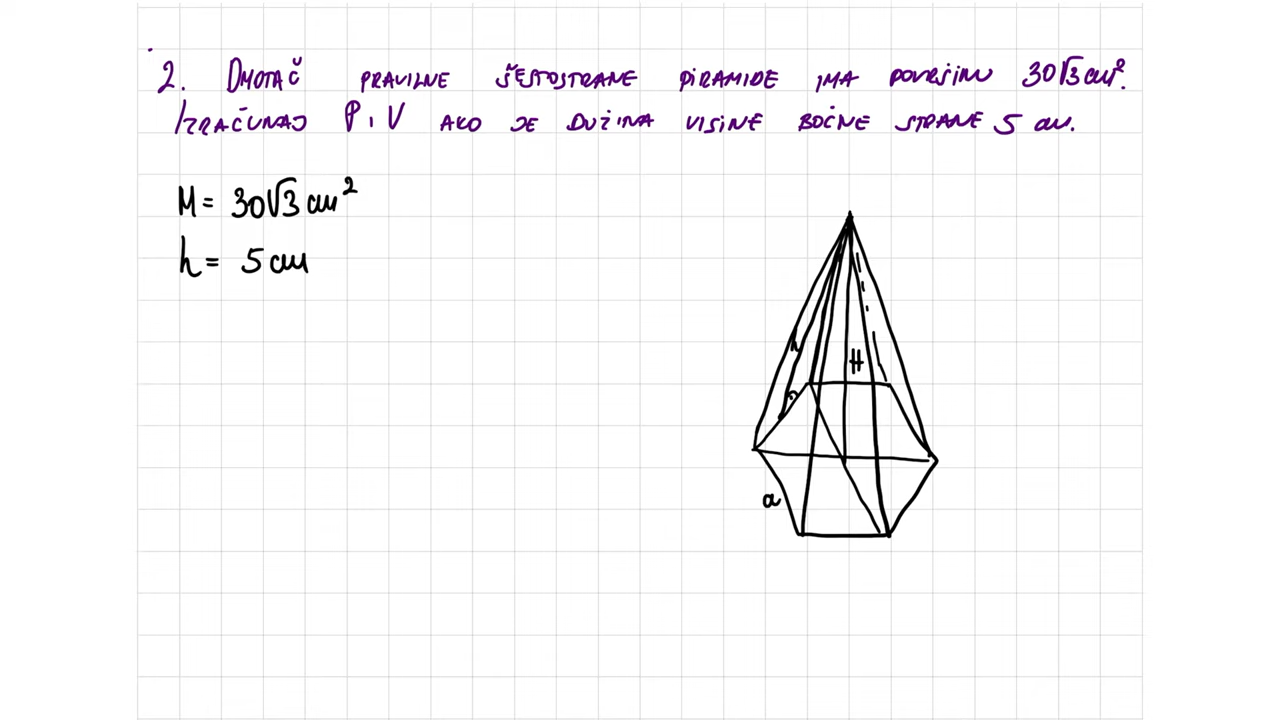 2. OMOTAČ PRAVILNE ŠESTOSTRANE PIRAMIDE IMA POVRŠINU 30√3 cm².
IZRAČUNAJ P I V AKO JE DUŽINA VISINE BOČNE STRANE 5 cm.
M = 30√3 cm²
h = 5 cm
h
H
a